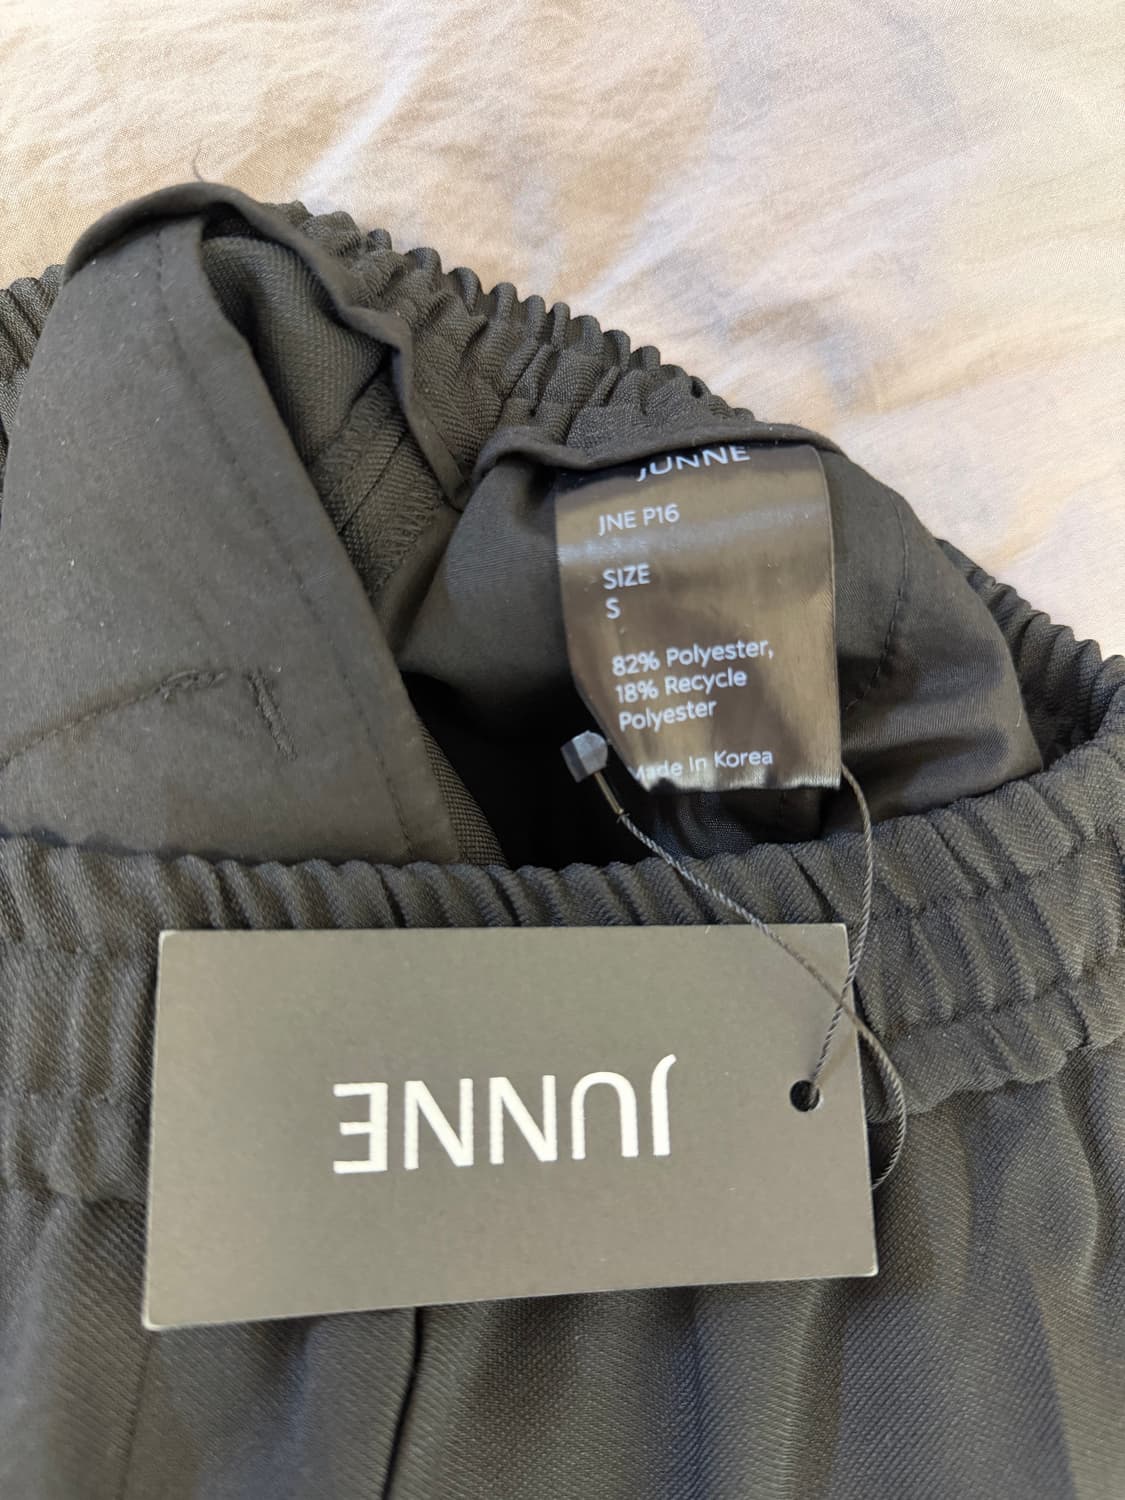 JUNNE
JNE P16
SIZE
S
82% Polyester,
18% Recycle
Polyester
Made In Korea
JUNNE